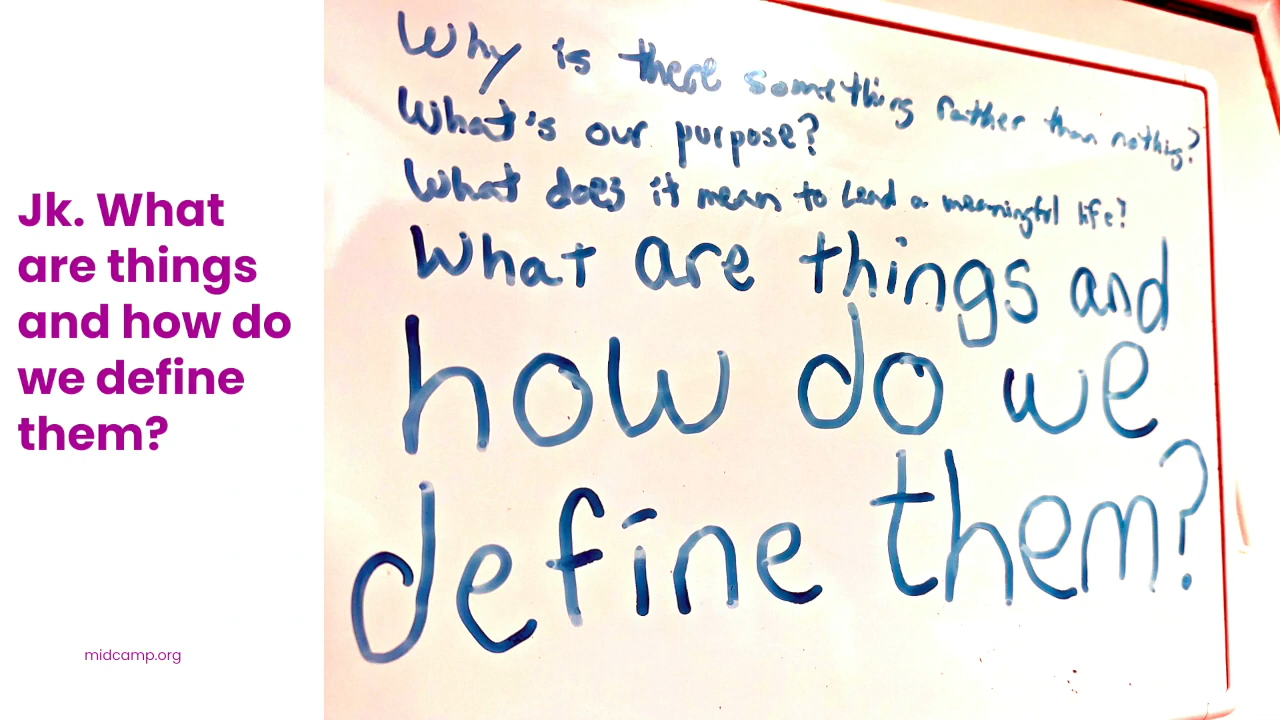 Jk. What
are things
and how do
we define
them?
midcamp.org
Why is there something rather than nothing?
What's our purpose?
What does it mean to lead a meaningful life?
What are things and
how do we
define them?